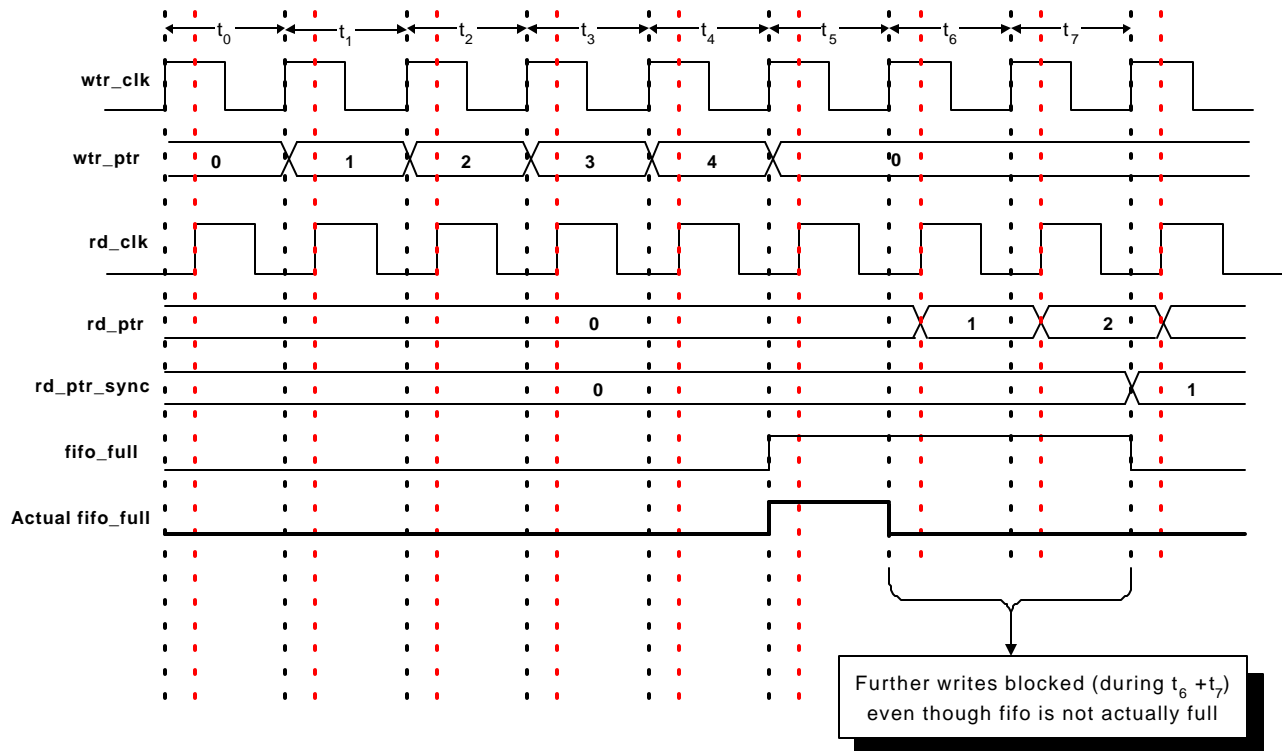 t0 t1 t2 t3 t4 t5 t6 t7
wtr_clk
wtr_ptr 0 1 2 3 4 0
rd_clk
rd_ptr 0 1 2
rd_ptr_sync 0 1
fifo_full
Actual fifo_full
Further writes blocked (during t6 +t7)
even though fifo is not actually full